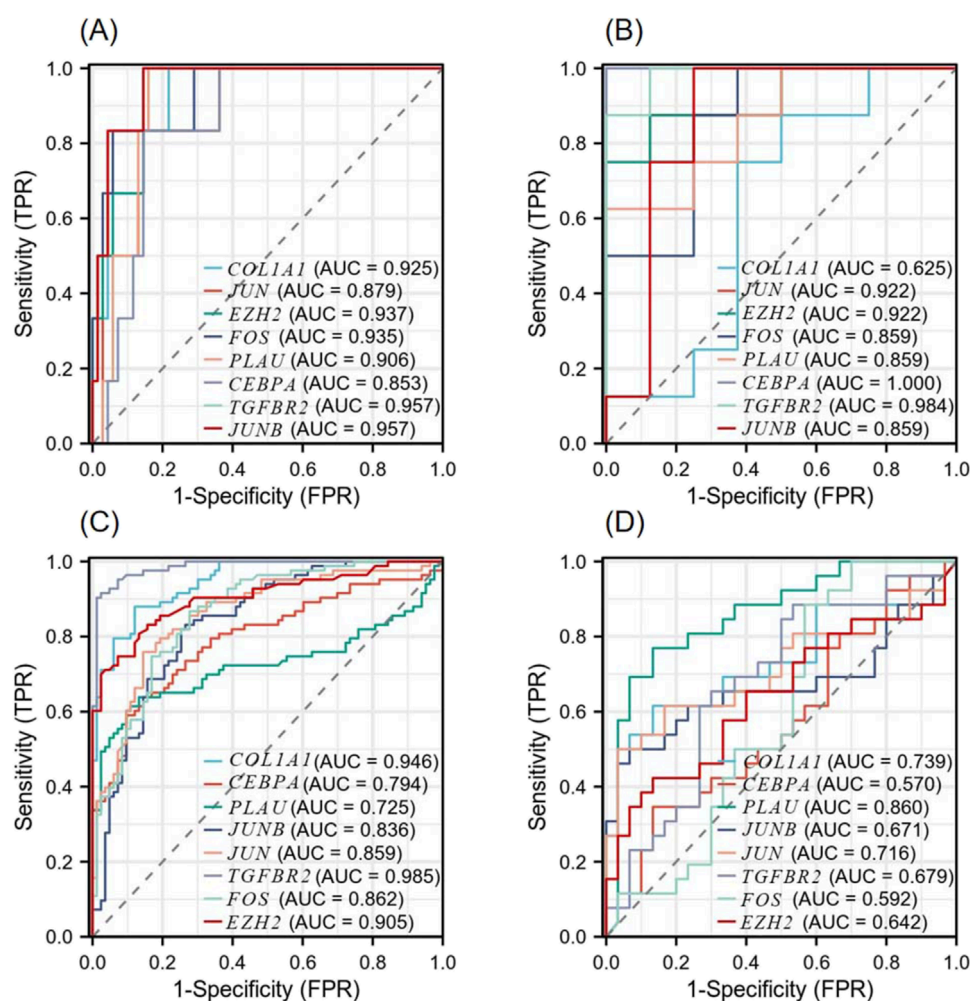 (A)
1.0
0.8
0.6
0.4
0.2
0.0
Sensitivity (TPR)
COL1A1 (AUC = 0.925)
JUN (AUC = 0.879)
EZH2 (AUC = 0.937)
FOS (AUC = 0.935)
PLAU (AUC = 0.906)
CEBPA (AUC = 0.853)
TGFBR2 (AUC = 0.957)
JUNB (AUC = 0.957)
0.0 0.2 0.4 0.6 0.8 1.0
1-Specificity (FPR)
(B)
1.0
0.8
0.6
0.4
0.2
0.0
Sensitivity (TPR)
COL1A1 (AUC = 0.625)
JUN (AUC = 0.922)
EZH2 (AUC = 0.922)
FOS (AUC = 0.859)
PLAU (AUC = 0.859)
CEBPA (AUC = 1.000)
TGFBR2 (AUC = 0.984)
JUNB (AUC = 0.859)
0.0 0.2 0.4 0.6 0.8 1.0
1-Specificity (FPR)
(C)
1.0
0.8
0.6
0.4
0.2
0.0
Sensitivity (TPR)
COL1A1 (AUC = 0.946)
CEBPA (AUC = 0.794)
PLAU (AUC = 0.725)
JUNB (AUC = 0.836)
JUN (AUC = 0.859)
TGFBR2 (AUC = 0.985)
FOS (AUC = 0.862)
EZH2 (AUC = 0.905)
0.0 0.2 0.4 0.6 0.8 1.0
1-Specificity (FPR)
(D)
1.0
0.8
0.6
0.4
0.2
0.0
Sensitivity (TPR)
COL1A1 (AUC = 0.739)
CEBPA (AUC = 0.570)
PLAU (AUC = 0.860)
JUNB (AUC = 0.671)
JUN (AUC = 0.716)
TGFBR2 (AUC = 0.679)
FOS (AUC = 0.592)
EZH2 (AUC = 0.642)
0.0 0.2 0.4 0.6 0.8 1.0
1-Specificity (FPR)